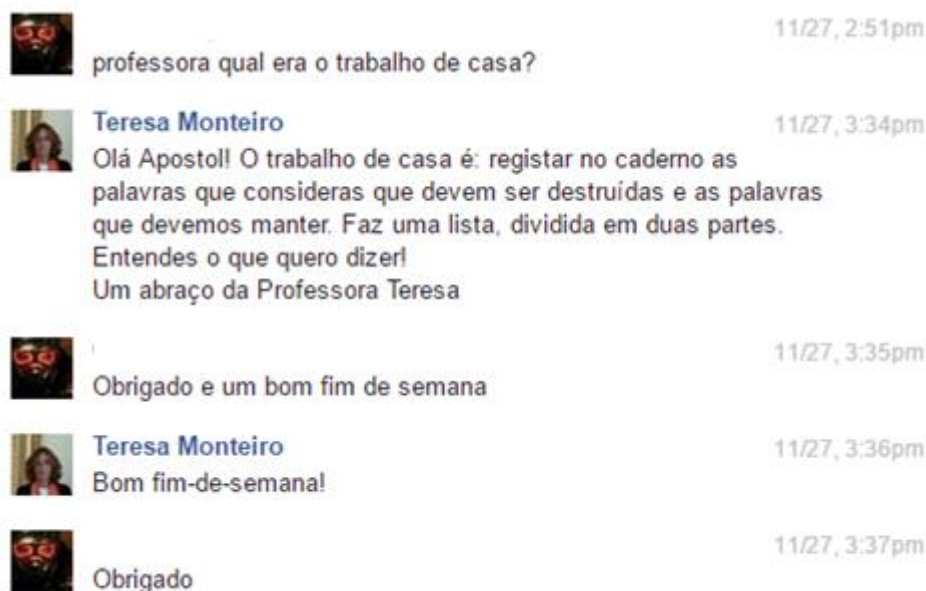 11/27, 2:51pm
professora qual era o trabalho de casa?
Teresa Monteiro
11/27, 3:34pm
Olá Apostol! O trabalho de casa é: registar no caderno as
palavras que consideras que devem ser destruídas e as palavras
que devemos manter. Faz uma lista, dividida em duas partes.
Entendes o que quero dizer!
Um abraço da Professora Teresa
11/27, 3:35pm
Obrigado e um bom fim de semana
Teresa Monteiro
11/27, 3:36pm
Bom fim-de-semana!
11/27, 3:37pm
Obrigado